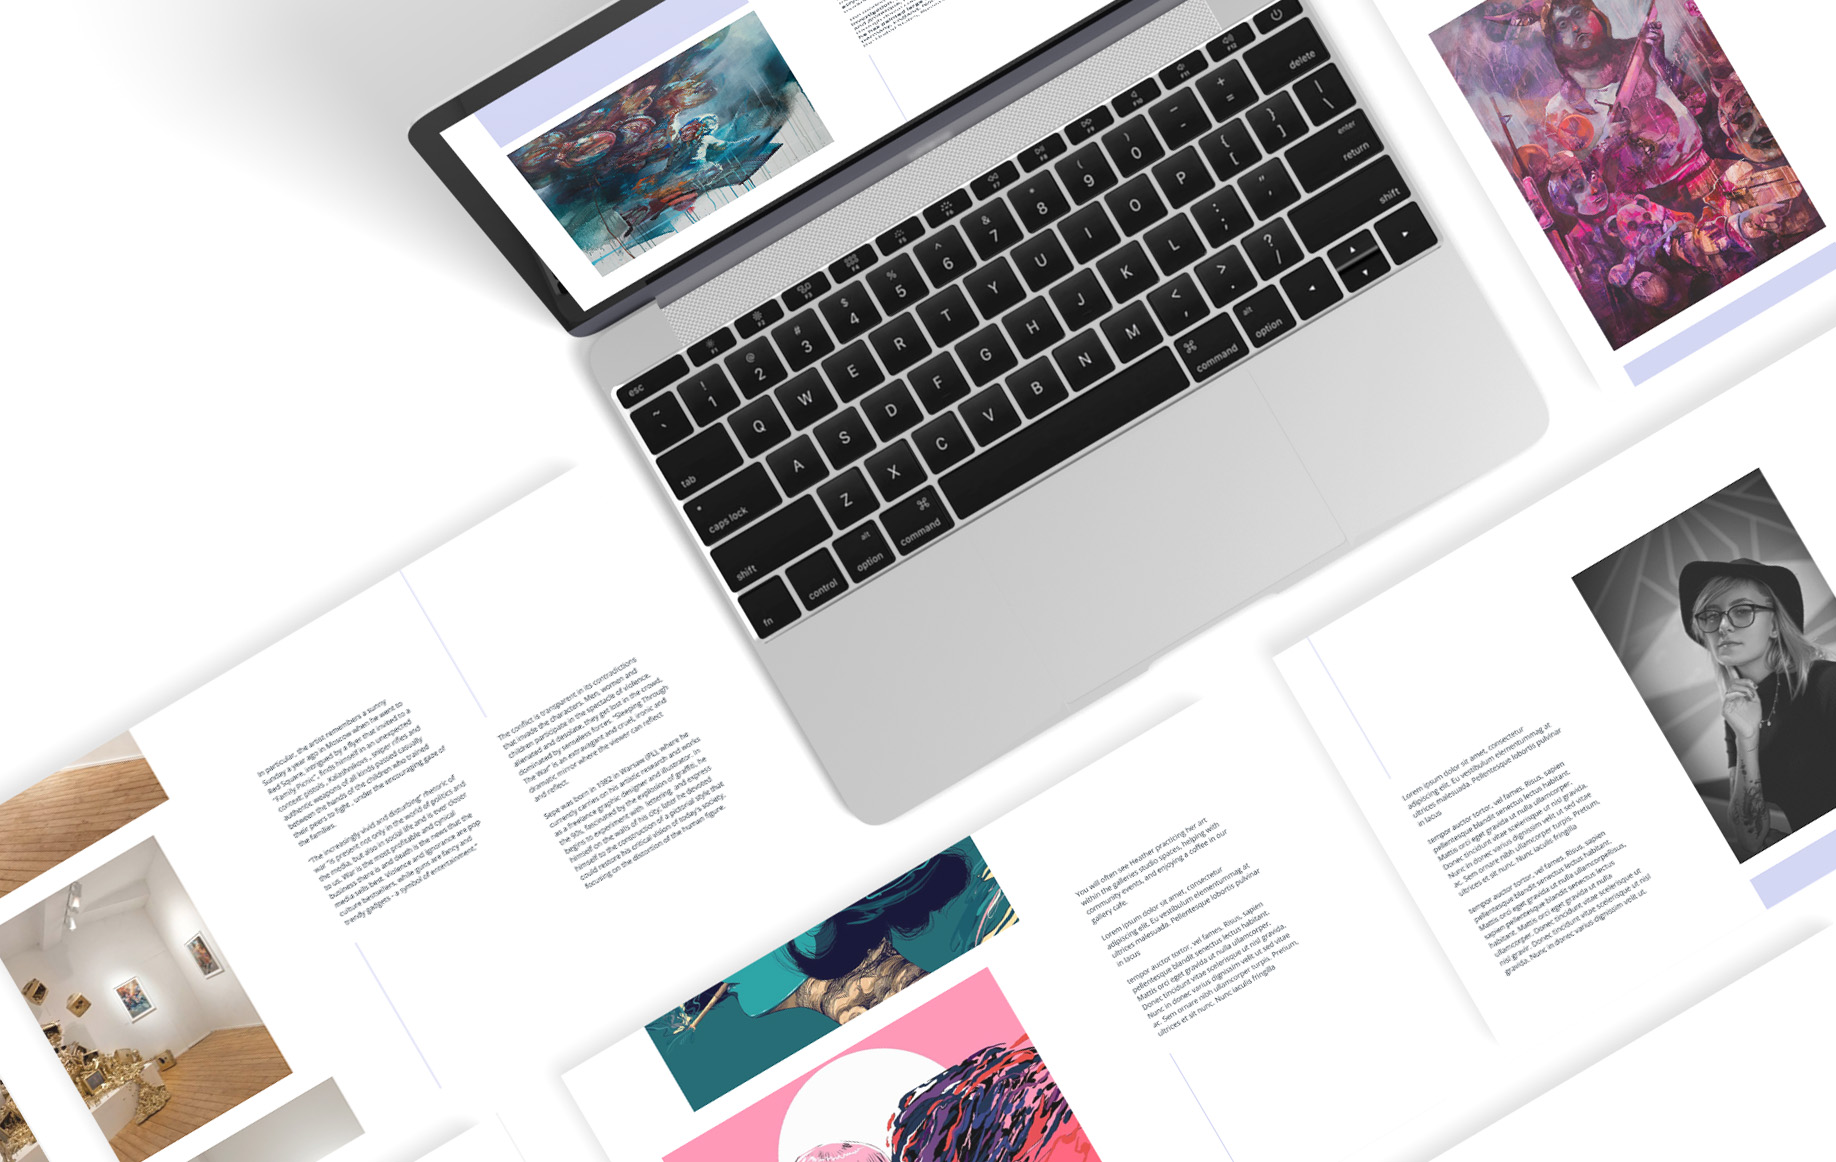 esc
F1
F2
F3
F4
F5
F6
F7
F8
F9
F10
F11
F12
~ `
! 1
@ 2
# 3
$ 4
% 5
^ 6
& 7
* 8
( 9
) 0
_ -
+ =
delete
tab
Q W E R T Y U I O P { [ } ] | \
caps lock
A S D F G H J K L : ; " '
enter
return
shift
Z X C V B N M < , > . ? /
shift
fn
control
alt
option
⌘
command
⌘
command
alt
option
In particular, the artist remembers a sunny
Sunday a year ago in Moscow when he went to
Red Square, intrigued by a flyer that invited to a
"Family Picnic", finds himself in an unexpected
context: pistols, Kalashnikovs, sniper rifles and
authentic weapons of all kinds passed casually
between the hands of the children who trained
their peers to fight, under the encouraging gaze of
the families.
"The increasingly vivid and disturbing" rhetoric of
war "is present not only in the world of politics and
the media, but also in social life and is ever closer
to us. War is the most profitable and cynical
business there is and death is the news that the
media sells best. Violence and ignorance are pop
culture bestsellers, while guns are fancy and
trendy gadgets - a symbol of entertainment."
The conflict is transparent in its contradictions
that invade the characters. Men, women and
children participate in the spectacle of violence,
alienated and desolate, they get lost in the crowd,
dominated by senseless forces. "Sleeping Through
The War" is an extravagant and cruel, ironic and
dramatic mirror where the viewer can reflect
and reflect.
Sepe was born in 1982 in Warsaw (PL), where he
currently carries on his artistic research and works
as a freelance graphic designer and illustrator. In
the 90s, fascinated by the explosion of graffiti, he
begins to experiment with lettering, and express
himself on the walls of his city, later he devoted
himself to the construction of a pictorial style that
could restore his critical vision of today's society,
focusing on the distortion of the human figure.
You will often see Heather practicing her art
within the galleries studio spaces, helping with
community events, and enjoying a coffee in our
gallery cafe.
Lorem ipsum dolor sit amet, consectetur
adipiscing elit. Eu vestibulum elementummag at
ultrices malesuada. Pellentesque lobortis pulvinar
in lacus
tempor auctor tortor, vel fames. Risus, sapien
pellentesque blandit senectus lectus habitant.
Mattis orci eget gravida ut nulla ullamcorper.
Donec tincidunt vitae scelerisque ut nisl gravida.
Nunc in donec varius dignissim velit ut sed vitae
ac. Sem ornare nibh ullamcorper turpis. Pretium,
ultrices et sit nunc. Nunc iaculis fringilla
Lorem ipsum dolor sit amet, consectetur
adipiscing elit. Eu vestibulum elementummag at
ultrices malesuada. Pellentesque lobortis pulvinar
in lacus
tempor auctor tortor, vel fames. Risus, sapien
pellentesque blandit senectus lectus habitant.
Mattis orci eget gravida ut nulla ullamcorper.
Donec tincidunt vitae scelerisque ut nisl gravida.
Nunc in donec varius dignissim velit ut sed vitae
ac. Sem ornare nibh ullamcorper turpis. Pretium,
ultrices et sit nunc. Nunc iaculis fringilla
tempor auctor tortor, vel fames. Risus, sapien
pellentesque blandit senectus lectus habitant.
Mattis orci eget gravida ut nulla ullamcorpellisus,
sapien pellentesque blandit senectus lectus
habitant. Mattis orci eget gravida ut nulla
ullamcorper. Donec tincidunt vitae scelerisque ut
nisl gravida. Donec tincidunt vitae scelerisque ut nisl
gravida. Nunc in donec varius dignissim velit ut.